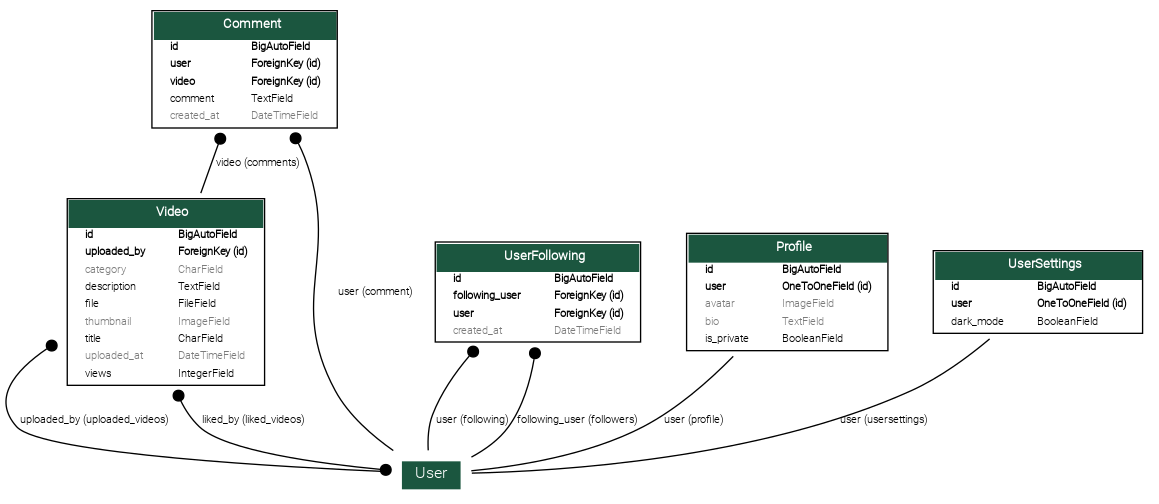 Comment
id BigAutoField
user ForeignKey (id)
video ForeignKey (id)
comment TextField
created_at DateTimeField
video (comments)
Video
id BigAutoField
uploaded_by ForeignKey (id)
category CharField
description TextField
file FileField
thumbnail ImageField
title CharField
uploaded_at DateTimeField
views IntegerField
user (comment)
UserFollowing
id BigAutoField
following_user ForeignKey (id)
user ForeignKey (id)
created_at DateTimeField
Profile
id BigAutoField
user OneToOneField (id)
avatar ImageField
bio TextField
is_private BooleanField
UserSettings
id BigAutoField
user OneToOneField (id)
dark_mode BooleanField
uploaded_by (uploaded_videos)
liked_by (liked_videos)
user (following)
following_user (followers)
user (profile)
user (usersettings)
User